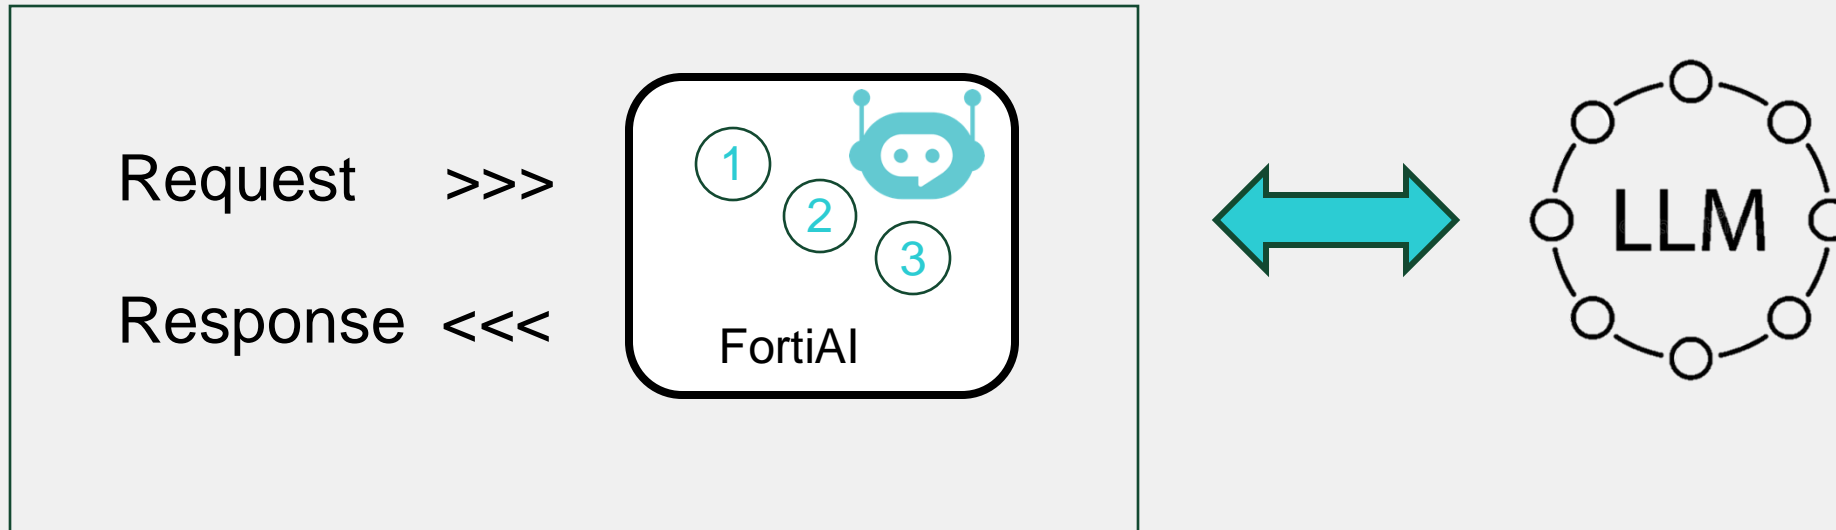 Request >>>
Response <<<
1
2
3
FortiAI
LLM